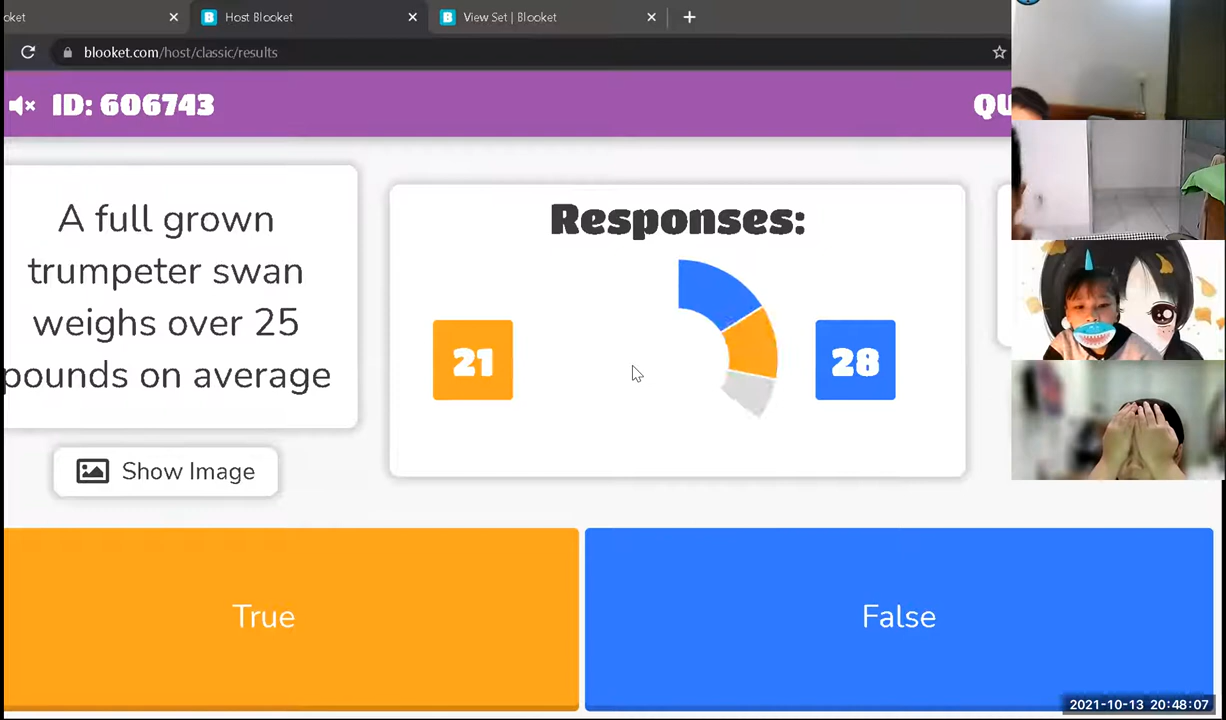 ooket
Host Blooket
View Set | Blooket
blooket.com/host/classic/results
ID: 606743
QU
A full grown
trumpeter swan
weighs over 25
pounds on average
Responses:
21
28
Show Image
True
False
2021-10-13 20:48:07